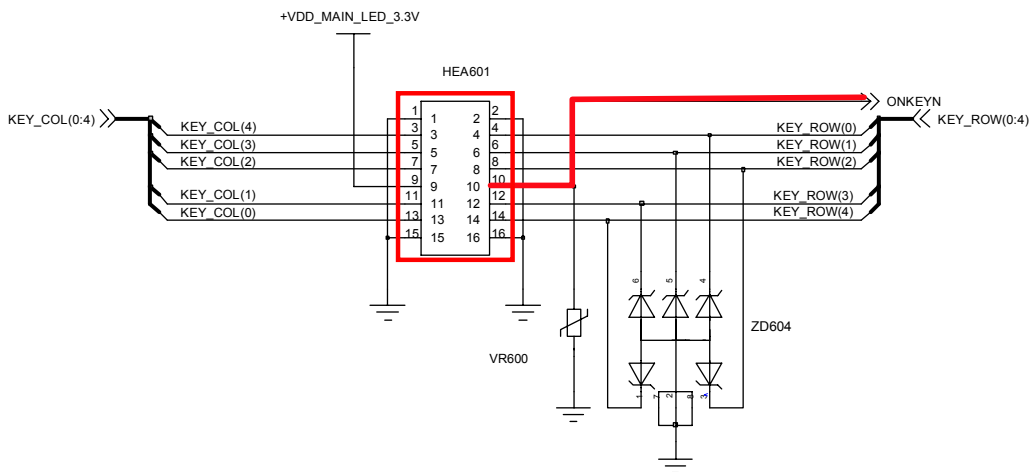 +VDD_MAIN_LED_3.3V
HEA601
1 1 2 2
ONKEYN
KEY_COL(0:4) KEY_ROW(0:4)
KEY_COL(4) 3 3 4 4 KEY_ROW(0)
KEY_COL(3) 5 5 6 6 KEY_ROW(1)
KEY_COL(2) 7 7 8 8 KEY_ROW(2)
9 9 10 10
KEY_COL(1) 11 11 12 12 KEY_ROW(3)
KEY_COL(0) 13 13 14 14 KEY_ROW(4)
15 15 16 16
6 5 4
ZD604
VR600
1 7 2 8 3